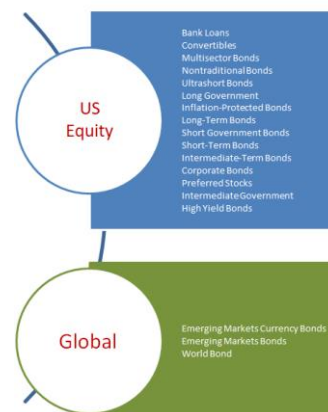 US
Equity
Bank Loans
Convertibles
Multisector Bonds
Nontraditional Bonds
Ultrashort Bonds
Long Government
Inflation-Protected Bonds
Long-Term Bonds
Short Government Bonds
Short-Term Bonds
Intermediate-Term Bonds
Corporate Bonds
Preferred Stocks
Intermediate Government
High Yield Bonds
Global
Emerging Markets Currency Bonds
Emerging Markets Bonds
World Bond